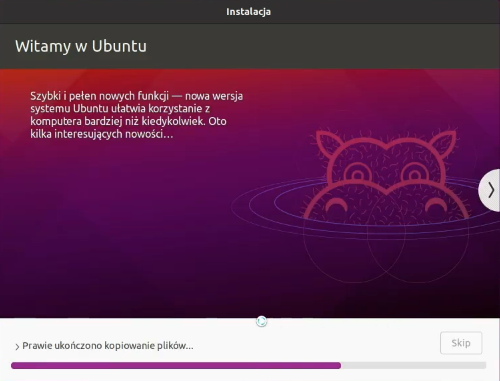 Instalacja
Witamy w Ubuntu
Szybki i pełen nowych funkcji — nowa wersja
systemu Ubuntu ułatwia korzystanie z
komputera bardziej niż kiedykolwiek. Oto
kilka interesujących nowości…
Prawie ukończono kopiowanie plików...
Skip